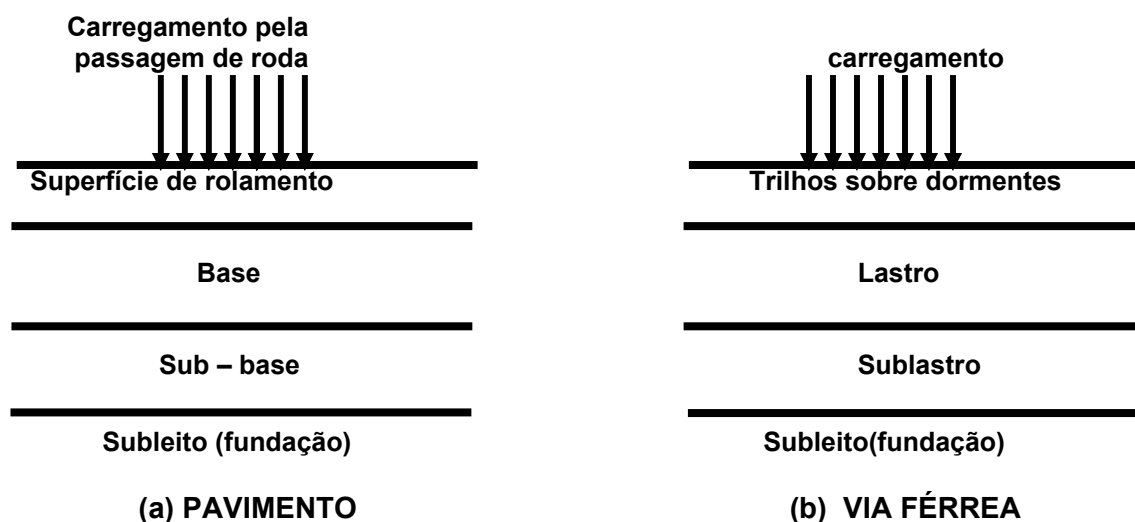 Carregamento pela
passagem de roda
Superfície de rolamento
Base
Sub – base
Subleito (fundação)
(a) PAVIMENTO
carregamento
Trilhos sobre dormentes
Lastro
Sublastro
Subleito(fundação)
(b) VIA FÉRREA